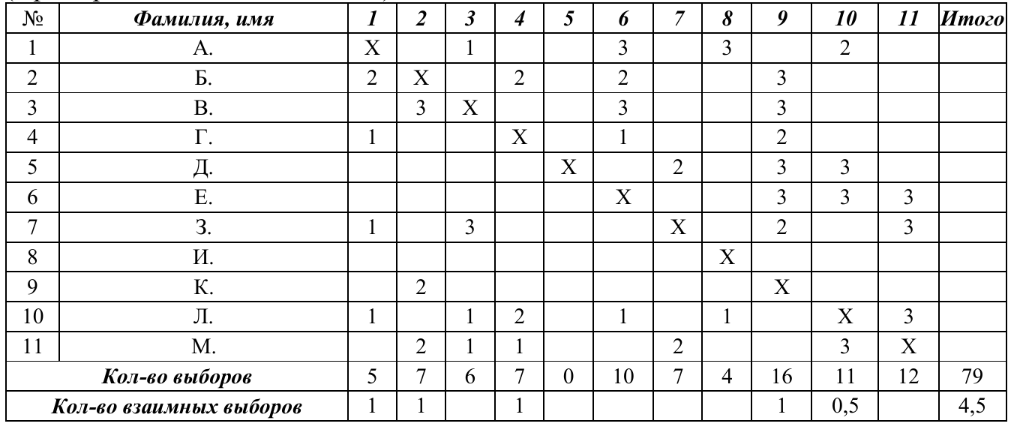 № Фамилия, имя 1 2 3 4 5 6 7 8 9 10 11 Итого
1 А. X 1 3 3 2
2 Б. 2 X 2 2 3
3 В. 3 X 3 3
4 Г. 1 X 1 2
5 Д. X 2 3 3
6 Е. X 3 3 3
7 З. 1 3 X 2 3
8 И. X
9 К. 2 X
10 Л. 1 1 2 1 1 X 3
11 М. 2 1 1 2 3 X
Кол-во выборов 5 7 6 7 0 10 7 4 16 11 12 79
Кол-во взаимных выборов 1 1 1 1 0,5 4,5